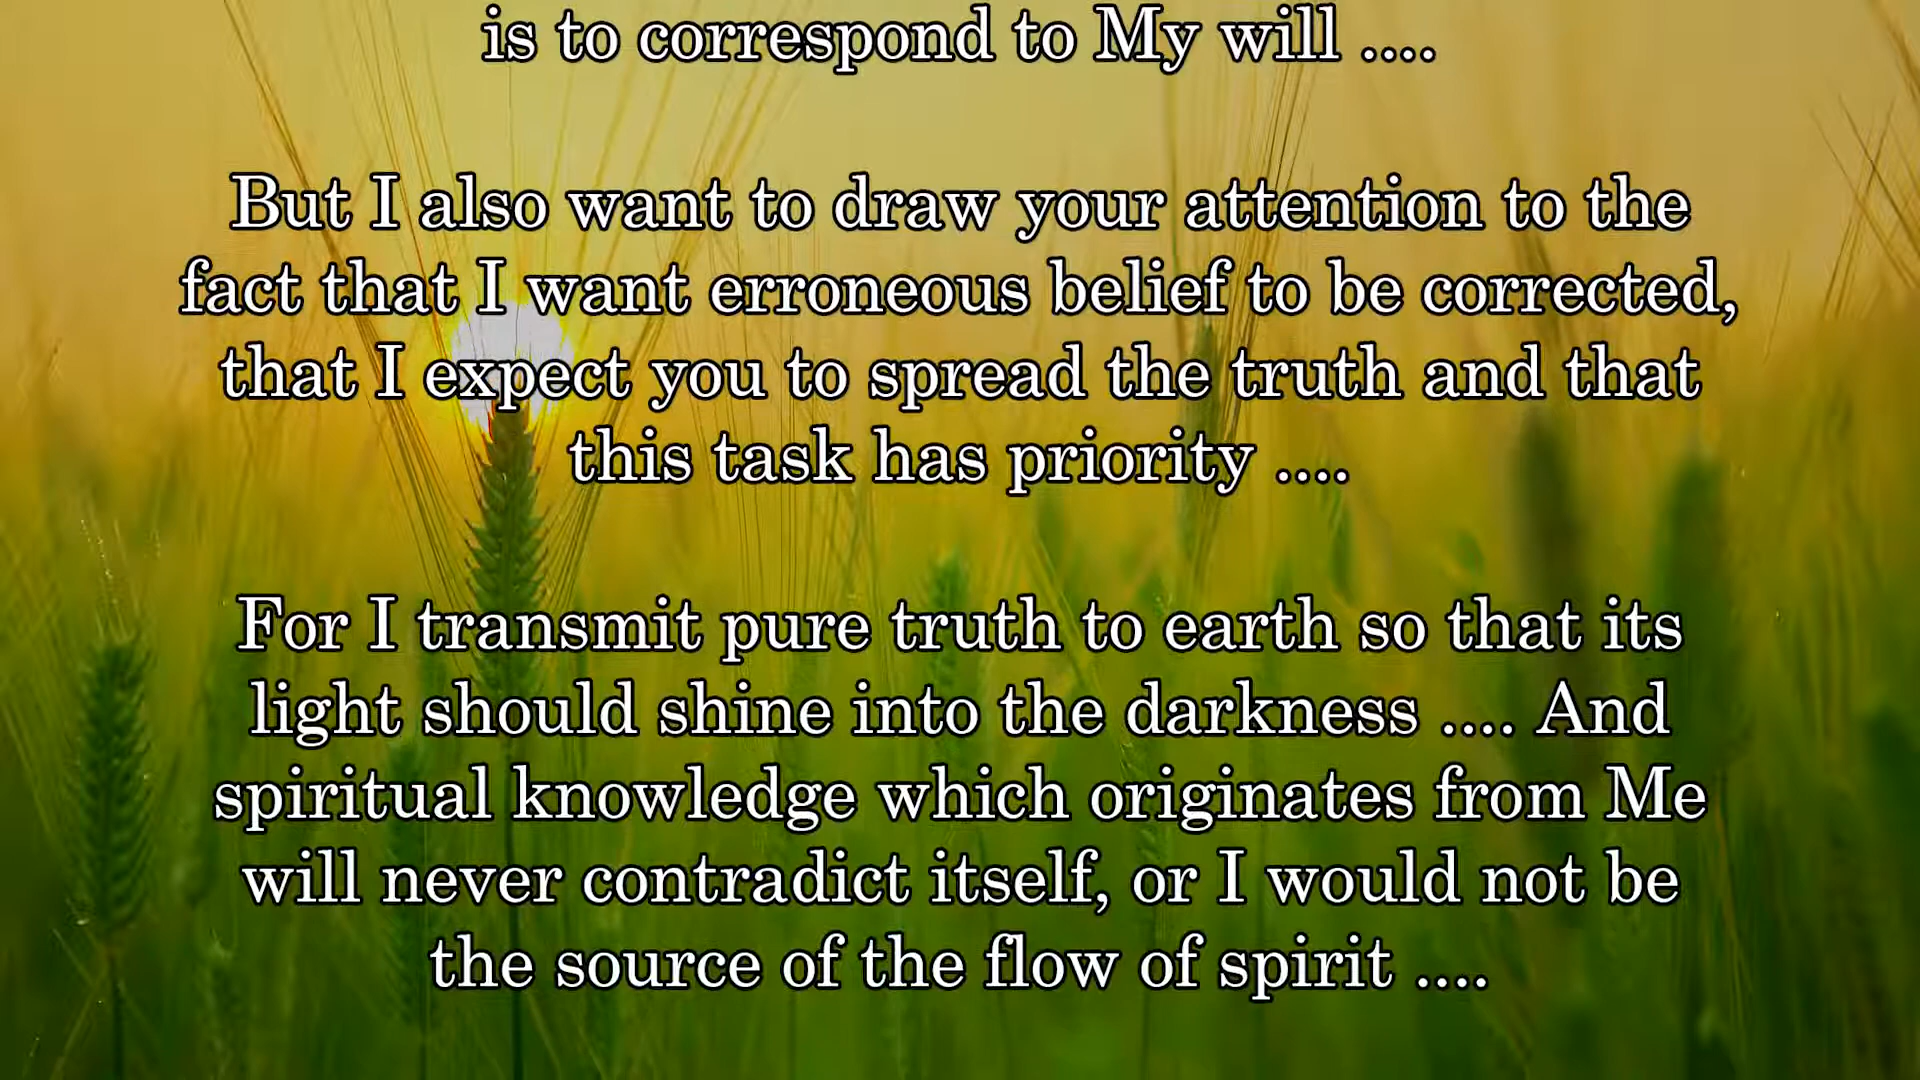 is to correspond to My will ....
But I also want to draw your attention to the
fact that I want erroneous belief to be corrected,
that I expect you to spread the truth and that
this task has priority ....
For I transmit pure truth to earth so that its
light should shine into the darkness .... And
spiritual knowledge which originates from Me
will never contradict itself, or I would not be
the source of the flow of spirit ....